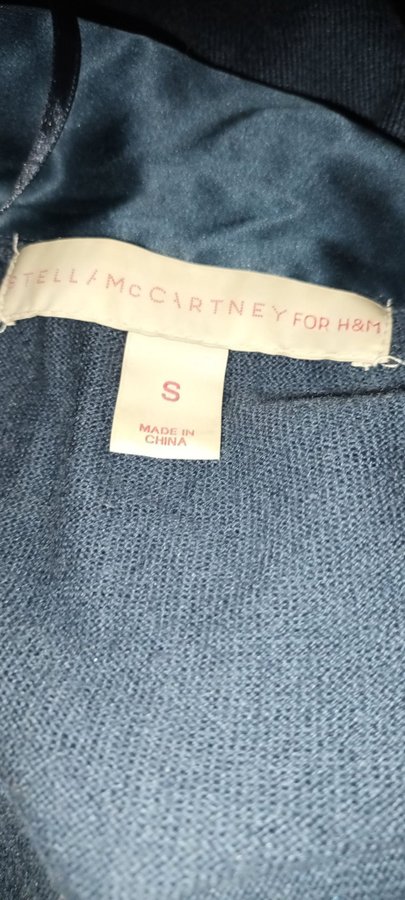 STELLA McCARTNEY FOR H&M
S
MADE IN
CHINA